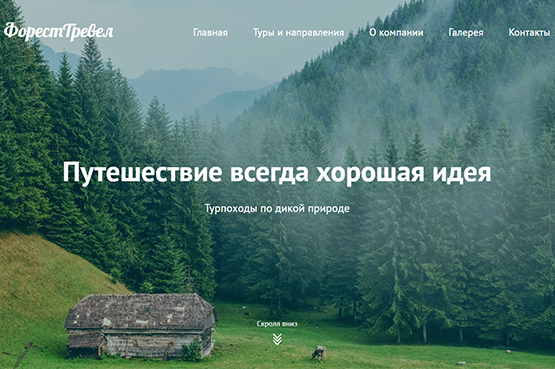 ФорестТревел
Главная Туры и направления О компании Галерея Контакты
Путешествие всегда хорошая идея
Турпоходы по дикой природе
Скролл вниз